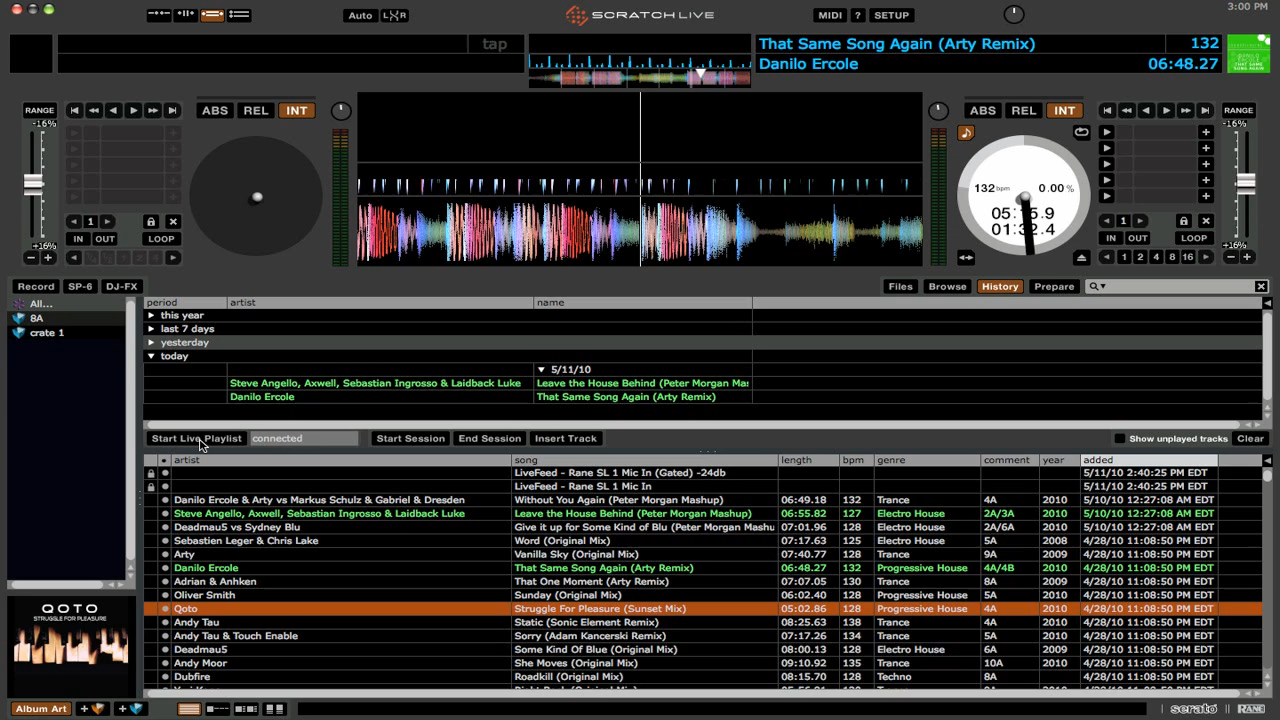 3:00 PM
Auto LXR SCRATCHLIVE MIDI ? SETUP
tap
That Same Song Again (Arty Remix) 132
Danilo Ercole 06:48.27
RANGE ABS REL INT ABS REL INT RANGE
-16% -16%
132 bpm 0.00 %
1 1
+16% IN OUT LOOP IN OUT LOOP +16%
1 2 4 8 16
Record SP-6 DJ-FX Files Browse History Prepare
All...
8A
crate 1
period artist name
this year
last 7 days
yesterday
today
5/11/10
Steve Angello, Axwell, Sebastian Ingrosso & Laidback Luke Leave the House Behind (Peter Morgan Mas
Danilo Ercole That Same Song Again (Arty Remix)
Start Live Playlist connected Start Session End Session Insert Track Show unplayed tracks Clear
artist song length bpm genre comment year added
LiveFeed - Rane SL 1 Mic In (Gated) -24db 5/11/10 2:40:25 PM EDT
LiveFeed - Rane SL 1 Mic In 5/11/10 2:40:25 PM EDT
Danilo Ercole & Arty vs Markus Schulz & Gabriel & Dresden Without You Again (Peter Morgan Mashup) 06:49.18 132 Trance 4A 2010 5/10/10 12:27:08 AM EDT
Steve Angello, Axwell, Sebastian Ingrosso & Laidback Luke Leave the House Behind (Peter Morgan Mashup) 06:55.82 127 Electro House 2A/3A 2010 5/10/10 12:27:08 AM EDT
Deadmau5 vs Sydney Blu Give it up for Some Kind of Blu (Peter Morgan Mashu 07:01.96 128 Electro House 2A/6A 2010 5/10/10 12:27:08 AM EDT
Sebastien Leger & Chris Lake Word (Original Mix) 07:17.63 125 Electro House 5A 2008 4/28/10 11:08:50 PM EDT
Arty Vanilla Sky (Original Mix) 07:40.77 128 Trance 9A 2009 4/28/10 11:08:50 PM EDT
Danilo Ercole That Same Song Again (Arty Remix) 06:48.27 132 Progressive House 4A/4B 2010 4/28/10 11:08:50 PM EDT
Adrian & Anhken That One Moment (Arty Remix) 07:07.05 130 Trance 8A 2009 4/28/10 11:08:50 PM EDT
Oliver Smith Sunday (Original Mix) 06:02.40 128 Progressive House 5A 2010 4/28/10 11:08:50 PM EDT
Qoto Struggle For Pleasure (Sunset Mix) 05:02.86 128 Progressive House 4A 2010 4/28/10 11:08:50 PM EDT
Andy Tau Static (Sonic Element Remix) 08:25.63 138 Trance 4A 2010 4/28/10 11:08:50 PM EDT
Andy Tau & Touch Enable Sorry (Adam Kancerski Remix) 07:17.26 134 Trance 5A 2010 4/28/10 11:08:50 PM EDT
Deadmau5 Some Kind Of Blue (Original Mix) 08:00.13 128 Electro House 6A 2009 4/28/10 11:08:50 PM EDT
Andy Moor She Moves (Original Mix) 09:10.92 135 Trance 10A 2010 4/28/10 11:08:50 PM EDT
Dubfire Roadkill (Original Mix) 08:15.70 128 Techno 8A 2009 4/28/10 11:08:50 PM EDT
QOTO
STRUGGLE FOR PLEASURE
Album Art serato RANE